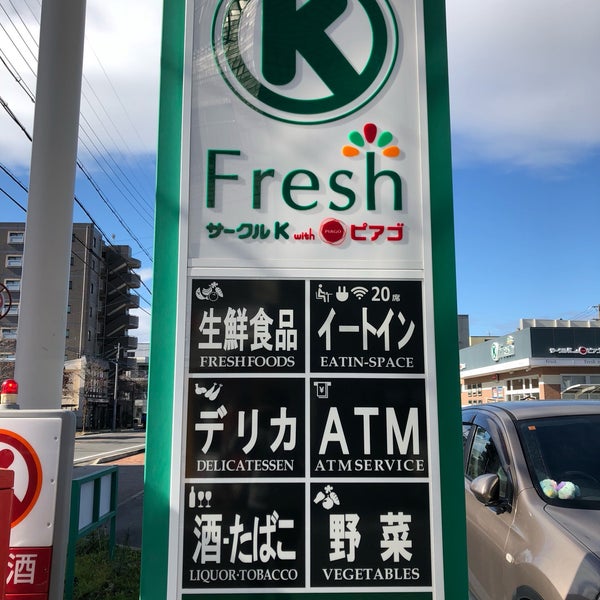 K
Fresh
サークルK with PIAGO ピアゴ
20席
生鮮食品
FRESH FOODS
イートイン
EATIN-SPACE
デリカ
DELICATESSEN
ATM
ATM SERVICE
酒・たばこ
LIQUOR·TOBACCO
野菜
VEGETABLES
酒